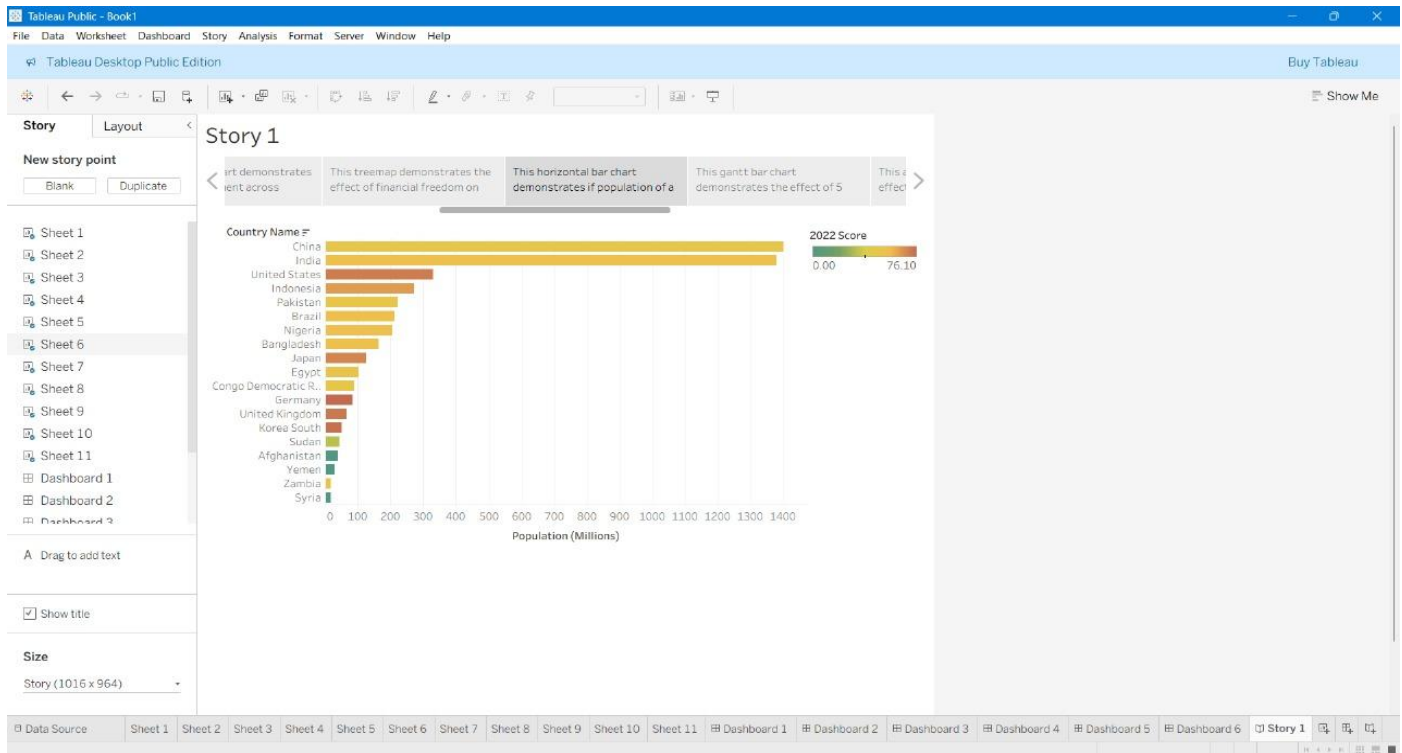 Tableau Public - Book1
File Data Worksheet Dashboard Story Analysis Format Server Window Help
Tableau Desktop Public Edition Buy Tableau
Show Me
Story Layout
New story point
Blank Duplicate
Sheet 1
Sheet 2
Sheet 3
Sheet 4
Sheet 5
Sheet 6
Sheet 7
Sheet 8
Sheet 9
Sheet 10
Sheet 11
Dashboard 1
Dashboard 2
Dashboard 3
A Drag to add text
Show title
Size
Story (1016 x 964)
Story 1
art demonstrates
ent across
This treemap demonstrates the
effect of financial freedom on
This horizontal bar chart
demonstrates if population of a
This gantt bar chart
demonstrates the effect of 5
This a
effect
Country Name
China
India
United States
Indonesia
Pakistan
Brazil
Nigeria
Bangladesh
Japan
Egypt
Congo Democratic R..
Germany
United Kingdom
Korea South
Sudan
Afghanistan
Yemen
Zambia
Syria
0 100 200 300 400 500 600 700 800 900 1000 1100 1200 1300 1400
Population (Millions)
2022 Score
0.00 76.10
Data Source Sheet 1 Sheet 2 Sheet 3 Sheet 4 Sheet 5 Sheet 6 Sheet 7 Sheet 8 Sheet 9 Sheet 10 Sheet 11 Dashboard 1 Dashboard 2 Dashboard 3 Dashboard 4 Dashboard 5 Dashboard 6 Story 1